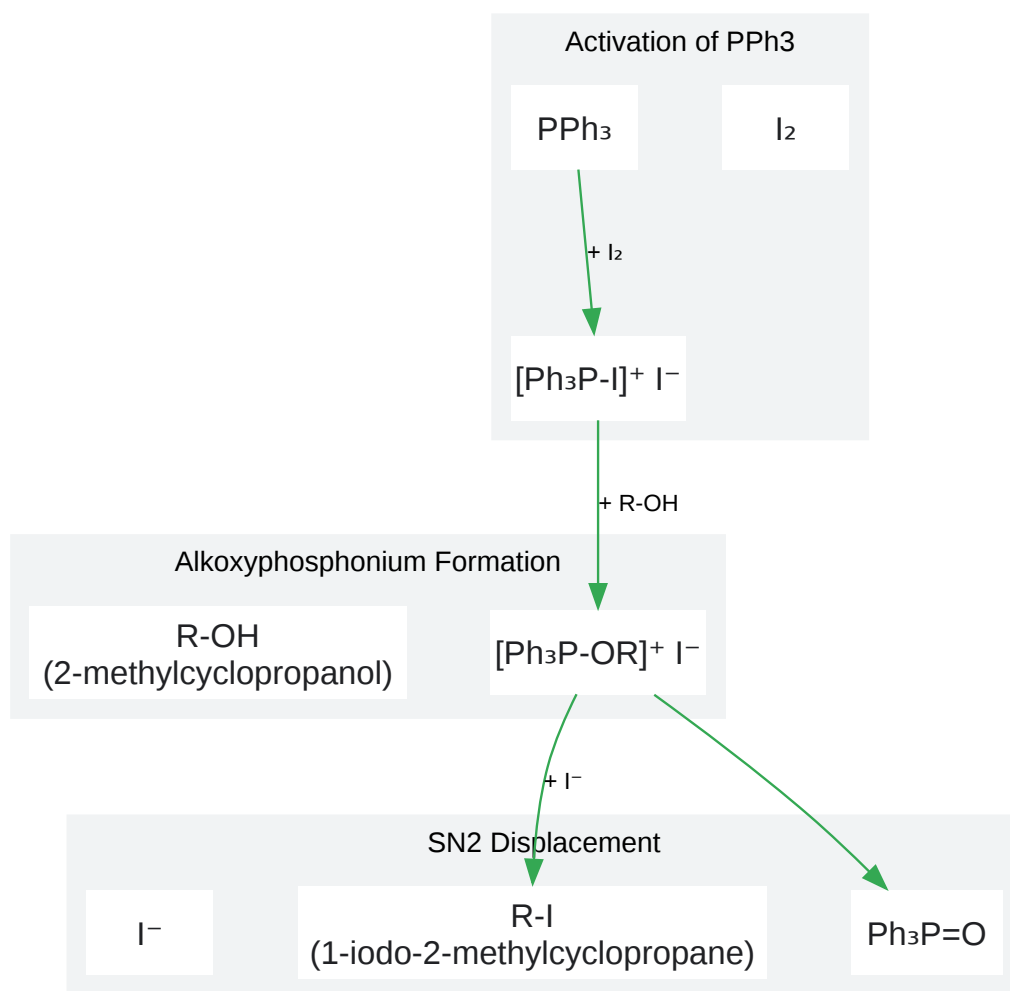 Activation of PPh3
PPh₃
I₂
+ I₂
[Ph₃P-I]⁺ I⁻
+ R-OH
Alkoxyphosphonium Formation
R-OH
(2-methylcyclopropanol)
[Ph₃P-OR]⁺ I⁻
+ I⁻
SN2 Displacement
I⁻
R-I
(1-iodo-2-methylcyclopropane)
Ph₃P=O